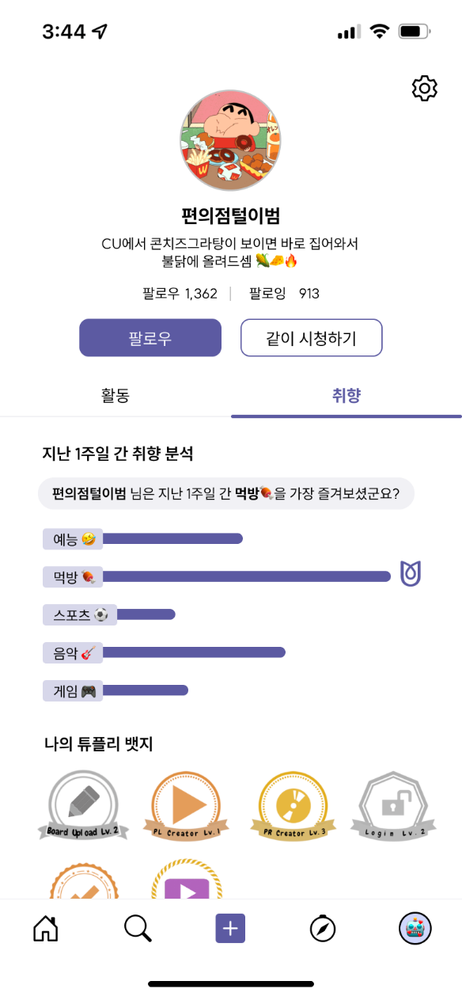 3:44
편의점털이범
CU에서 콘치즈그라탕이 보이면 바로 집어와서
불닭에 올려드셈 🌽🧀🔥
팔로우 1,362 | 팔로잉 913
팔로우 같이 시청하기
활동 취향
지난 1주일 간 취향 분석
편의점털이범 님은 지난 1주일 간 먹방🍖을 가장 즐겨보셨군요?
예능 🤣
먹방 🍖
스포츠 ⚽
음악 🎸
게임 🎮
나의 튜플리 뱃지
Board Upload Lv.2 PL Creator Lv.1 PR Creator Lv.3 Login Lv.2